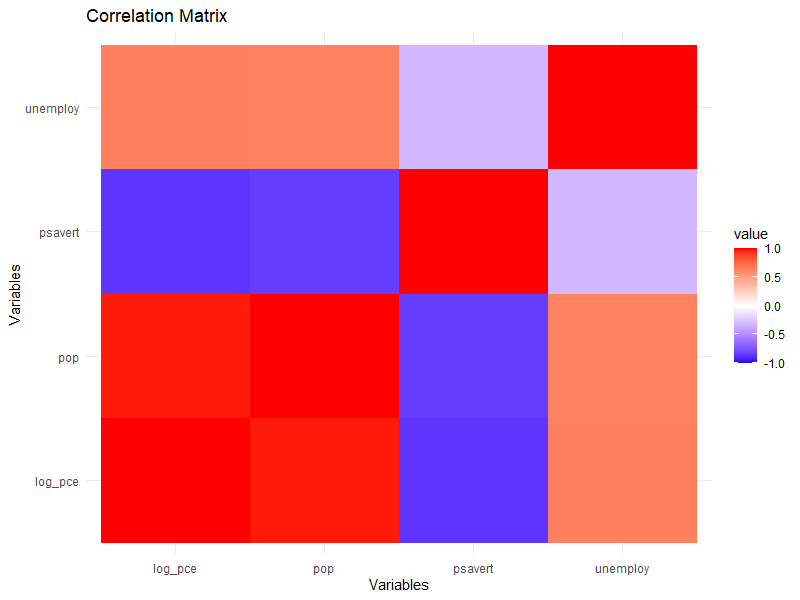 Correlation Matrix
unemploy
psavert
pop
log_pce
Variables
log_pce pop psavert unemploy
Variables
value
1.0
0.5
0.0
-0.5
-1.0